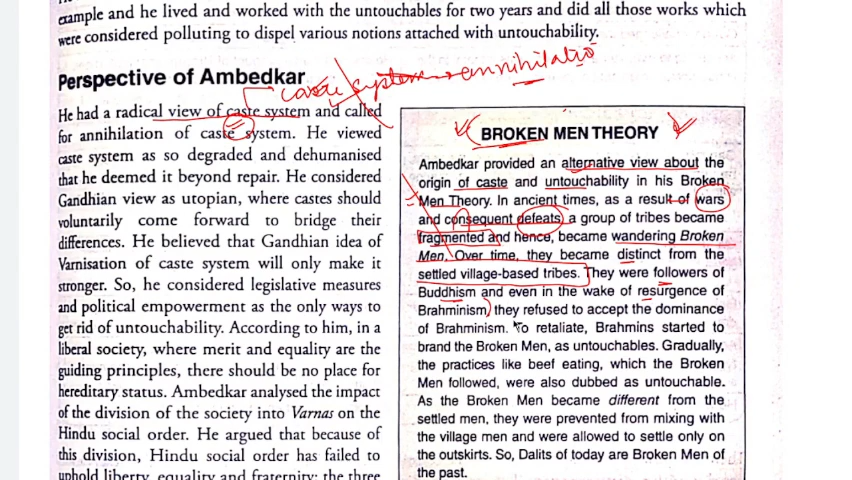 example and he lived and worked with the untouchables for two years and did all those works which
were considered polluting to dispel various notions attached with untouchability.
Perspective of Ambedkar
caste system → annihilatio
He had a radical view of caste system and called
for annihilation of caste system. He viewed
caste system as so degraded and dehumanised
that he deemed it beyond repair. He considered
Gandhian view as utopian, where castes should
voluntarily come forward to bridge their
differences. He believed that Gandhian idea of
Varnisation of caste system will only make it
stronger. So, he considered legislative measures
and political empowerment as the only ways to
get rid of untouchability. According to him, in a
liberal society, where merit and equality are the
guiding principles, there should be no place for
hereditary status. Ambedkar analysed the impact
of the division of the society into Varnas on the
Hindu social order. He argued that because of
this division, Hindu social order has failed to
uphold liberty, equality and fraternity; the three
BROKEN MEN THEORY
Ambedkar provided an alternative view about the
origin of caste and untouchability in his Broken
Men Theory. In ancient times, as a result of wars
and consequent defeats, a group of tribes became
fragmented and hence, became wandering Broken
Men. Over time, they became distinct from the
settled village-based tribes. They were followers of
Buddhism and even in the wake of resurgence of
Brahminism, they refused to accept the dominance
of Brahminism. To retaliate, Brahmins started to
brand the Broken Men, as untouchables. Gradually,
the practices like beef eating, which the Broken
Men followed, were also dubbed as untouchable.
As the Broken Men became different from the
settled men, they were prevented from mixing with
the village men and were allowed to settle only on
the outskirts. So, Dalits of today are Broken Men of
the past.